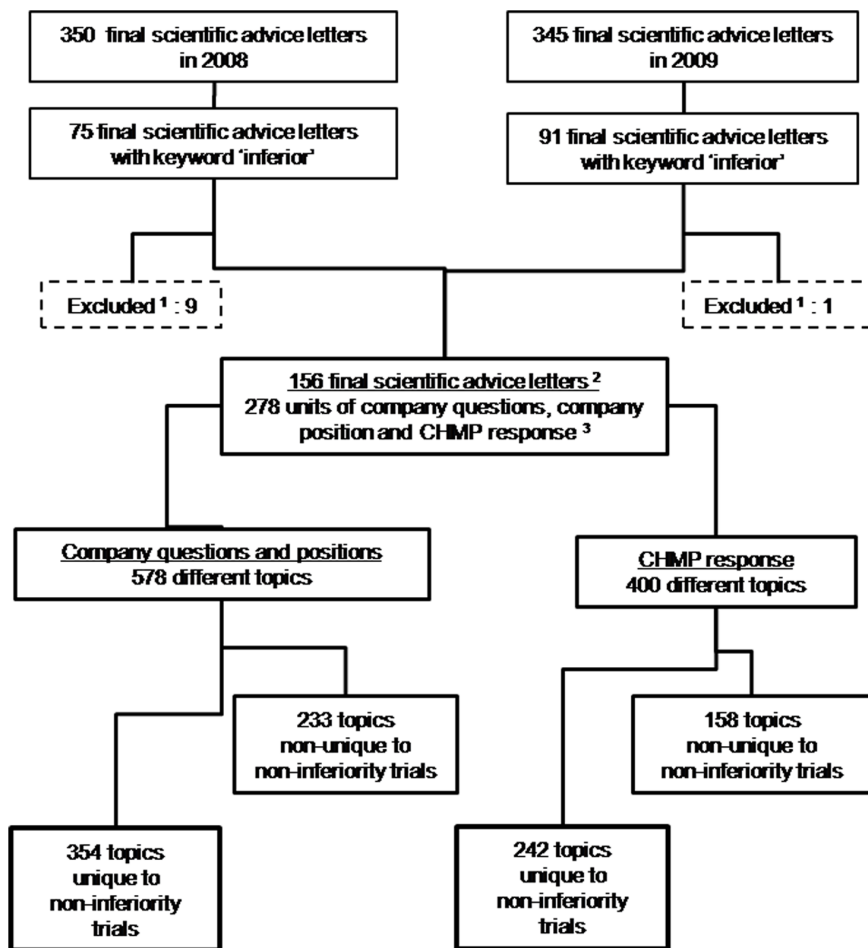 350 final scientific advice letters
in 2008
345 final scientific advice letters
in 2009
75 final scientific advice letters
with keyword ‘inferior’
91 final scientific advice letters
with keyword ‘inferior’
Excluded ¹ : 9
Excluded ¹ : 1
156 final scientific advice letters ²
278 units of company questions, company
position and CHMP response ³
Company questions and positions
578 different topics
CHMP response
400 different topics
233 topics
non-unique to
non-inferiority trials
158 topics
non-unique to
non-inferiority trials
354 topics
unique to
non-inferiority
trials
242 topics
unique to
non-inferiority
trials